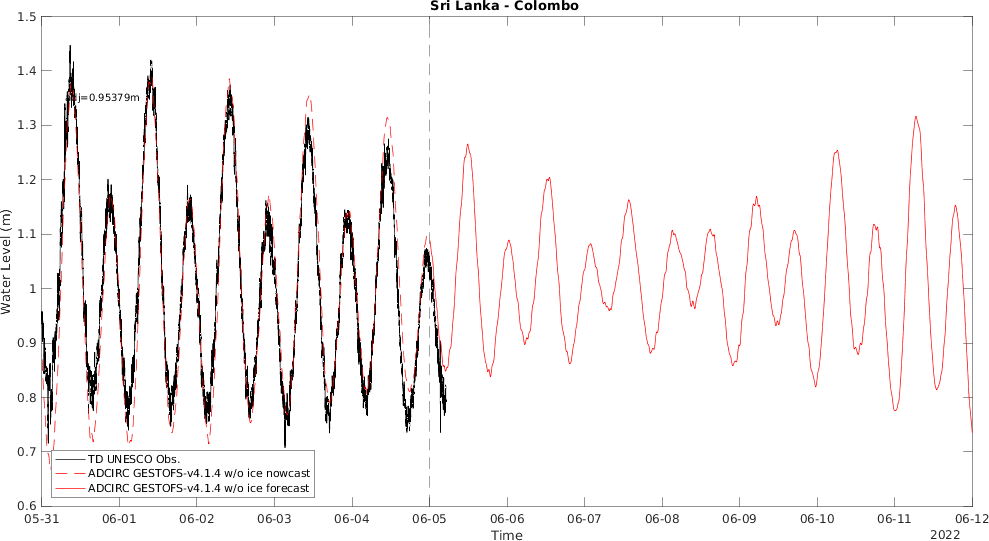 Sri Lanka - Colombo
1.5
1.4
1.3
1.2
1.1
1
0.9
0.8
0.7
0.6
Water Level (m)
adj=0.95379m
TD UNESCO Obs.
ADCIRC GESTOFS-v4.1.4 w/o ice nowcast
ADCIRC GESTOFS-v4.1.4 w/o ice forecast
05-31 06-01 06-02 06-03 06-04 06-05 06-06 06-07 06-08 06-09 06-10 06-11 06-12
Time
2022